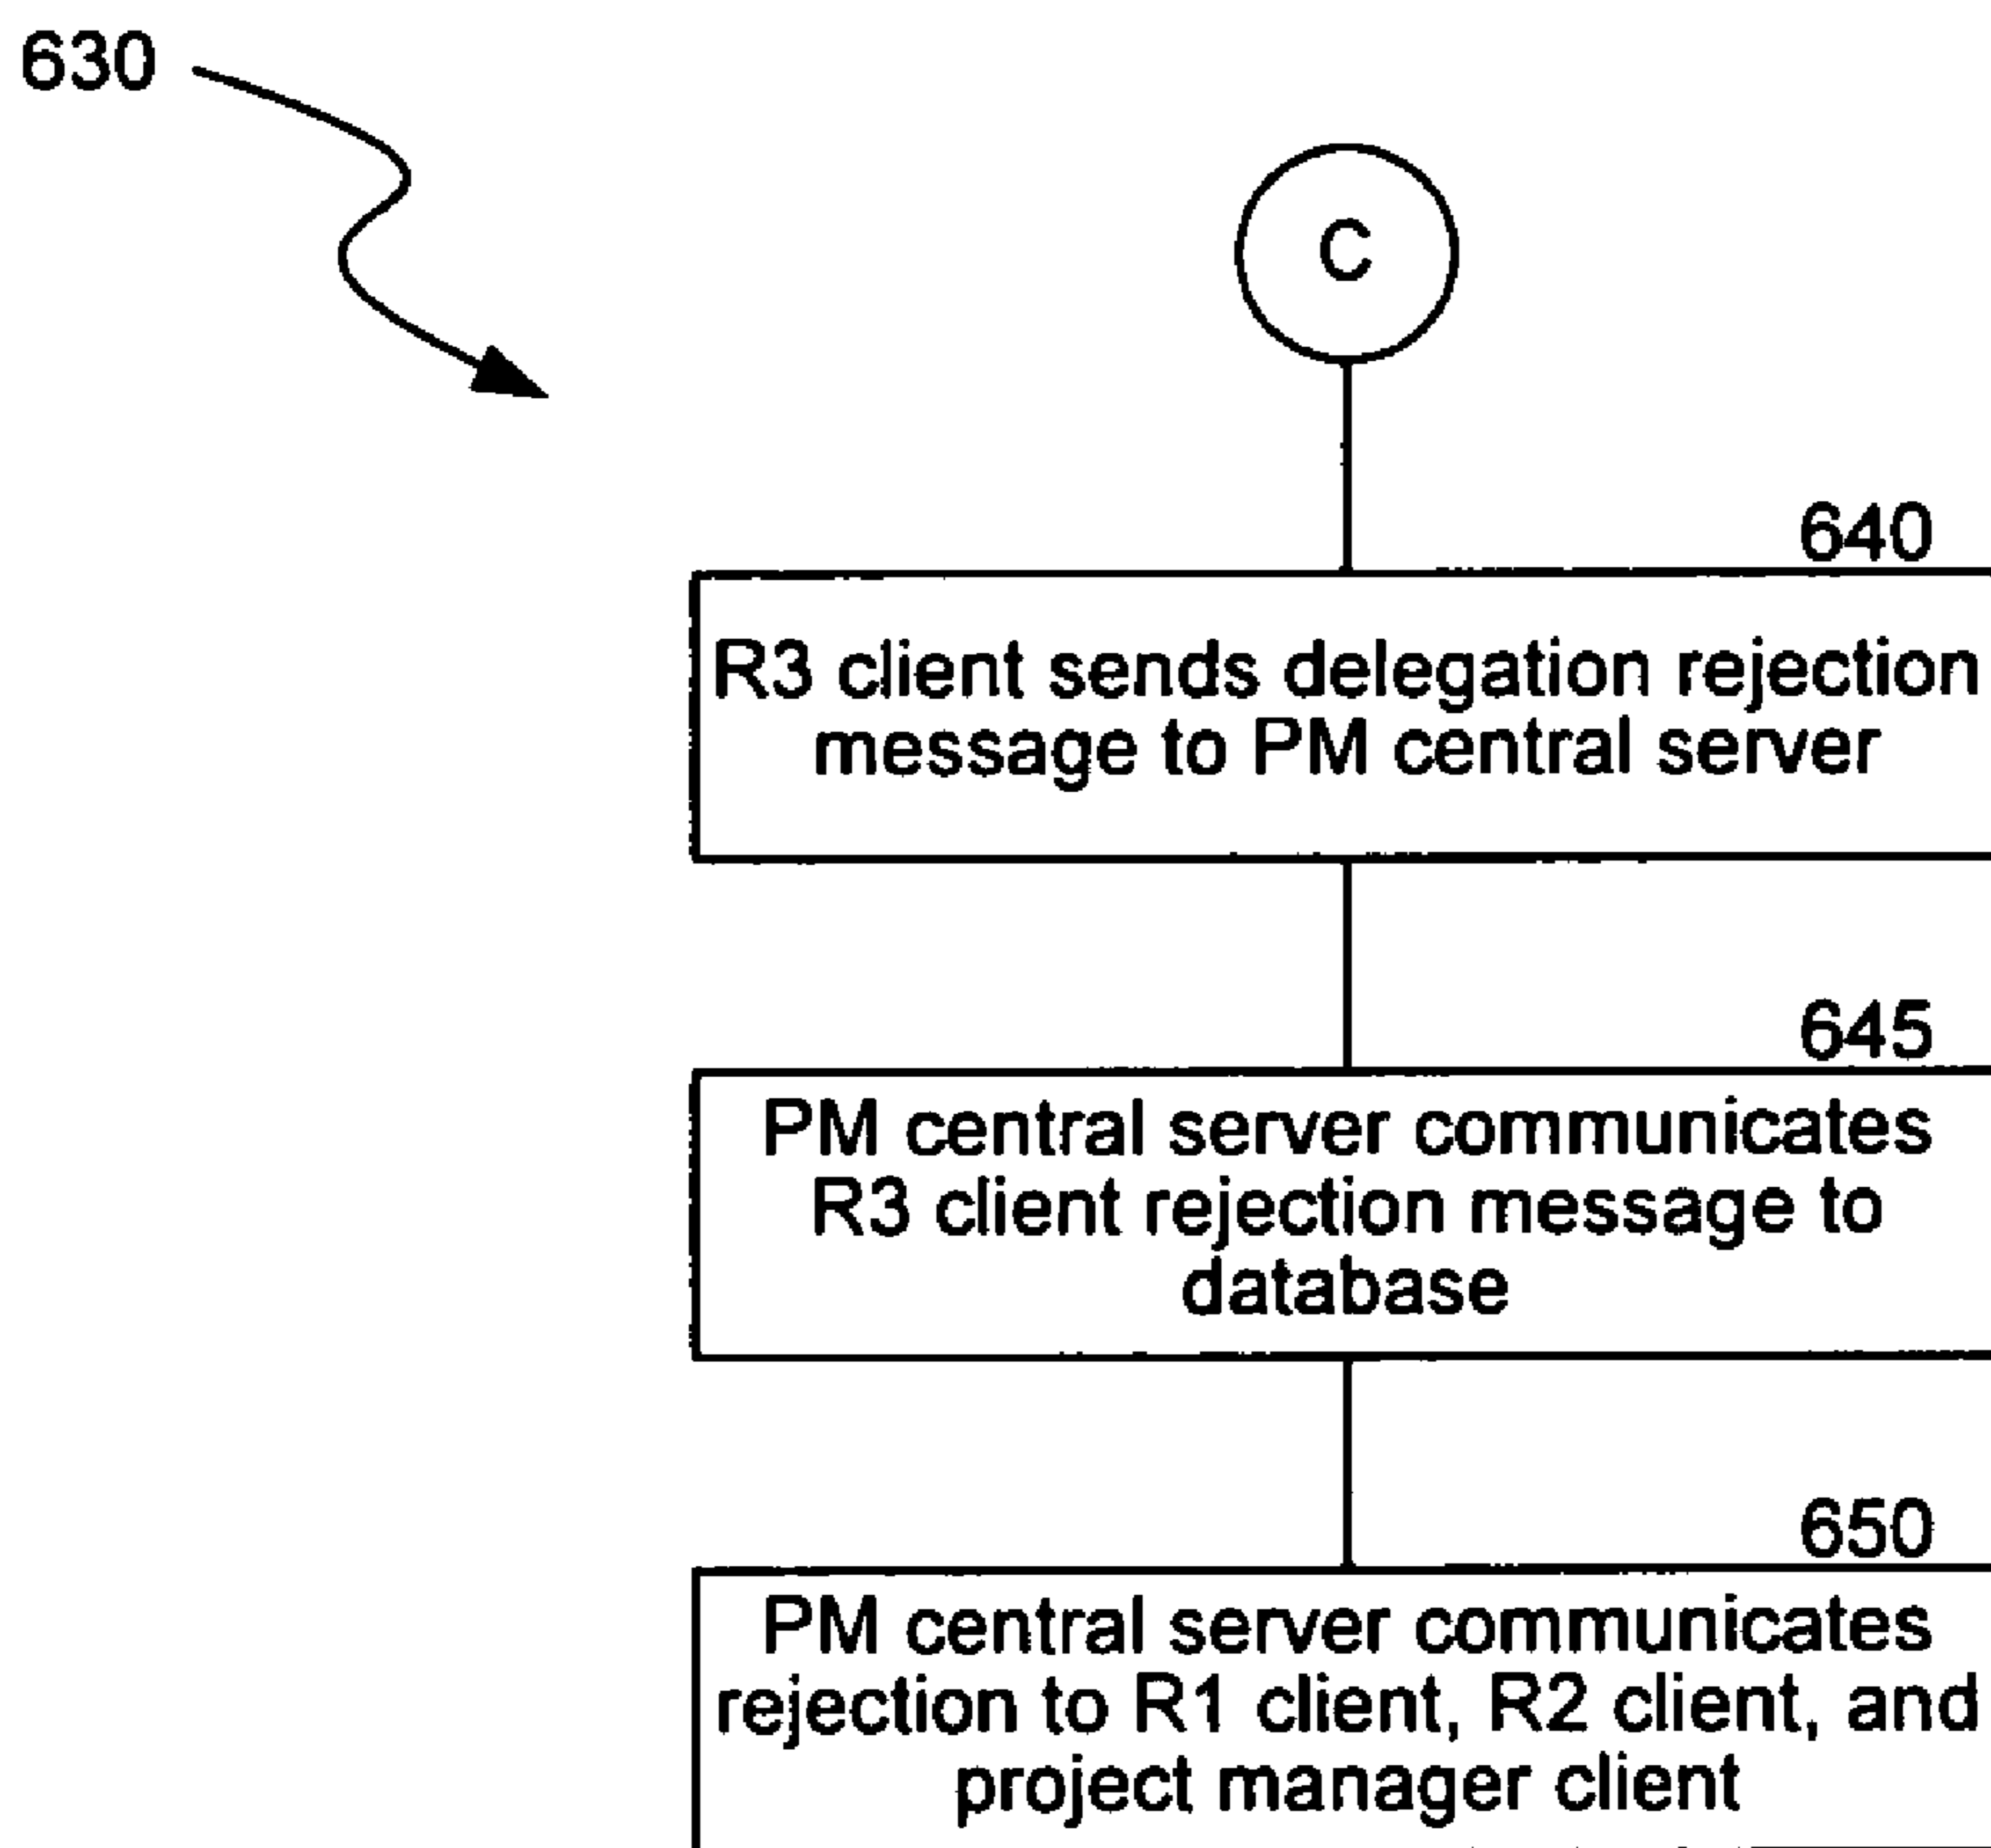 630
C
640
R3 client sends delegation rejection
message to PM central server
645
PM central server communicates
R3 client rejection message to
database
650
PM central server communicates
rejection to R1 client, R2 client, and
project manager client